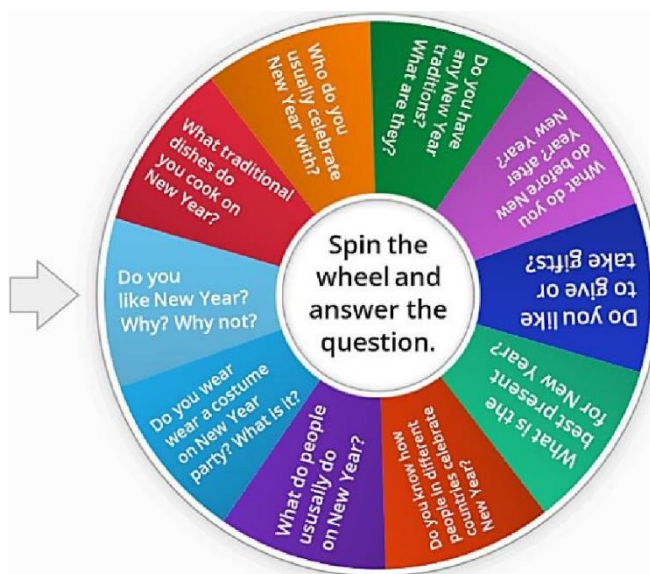 Spin the
wheel and
answer the
question.
Do you
like New Year?
Why? Why not?
What traditional
dishes do
you cook on
New Year?
Who do you
usually celebrate
New Year with?
Do you have
any New Year
traditions?
What are they?
What do you
do before New
Year? after
New Year?
Do you like
to give or
take gifts?
What is the
best present
for New Year?
Do you know how
people in different
countries celebrate
New Year?
What do people
ususally do
on New Year?
Do you wear
wear a costume
on New Year
party? What is it?